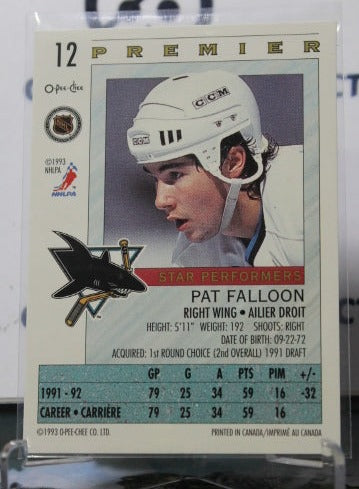 12 PREMIER
O-Pee-Chee
NHL
©1993
NHLPA
NHLPA
CCM
CCM
STAR PERFORMERS
PAT FALLOON
RIGHT WING • AILIER DROIT
HEIGHT: 5'11" WEIGHT: 192 SHOOTS: RIGHT
DATE OF BIRTH: 09-22-72
ACQUIRED: 1ST ROUND CHOICE (2nd OVERALL) 1991 DRAFT
GP G A PTS PIM +/-
1991 - 92 79 25 34 59 16 -32
CAREER • CARRIÈRE 79 25 34 59 16
©1993 O-PEE-CHEE CO. LTD. PRINTED IN CANADA/IMPRIMÉ AU CANADA